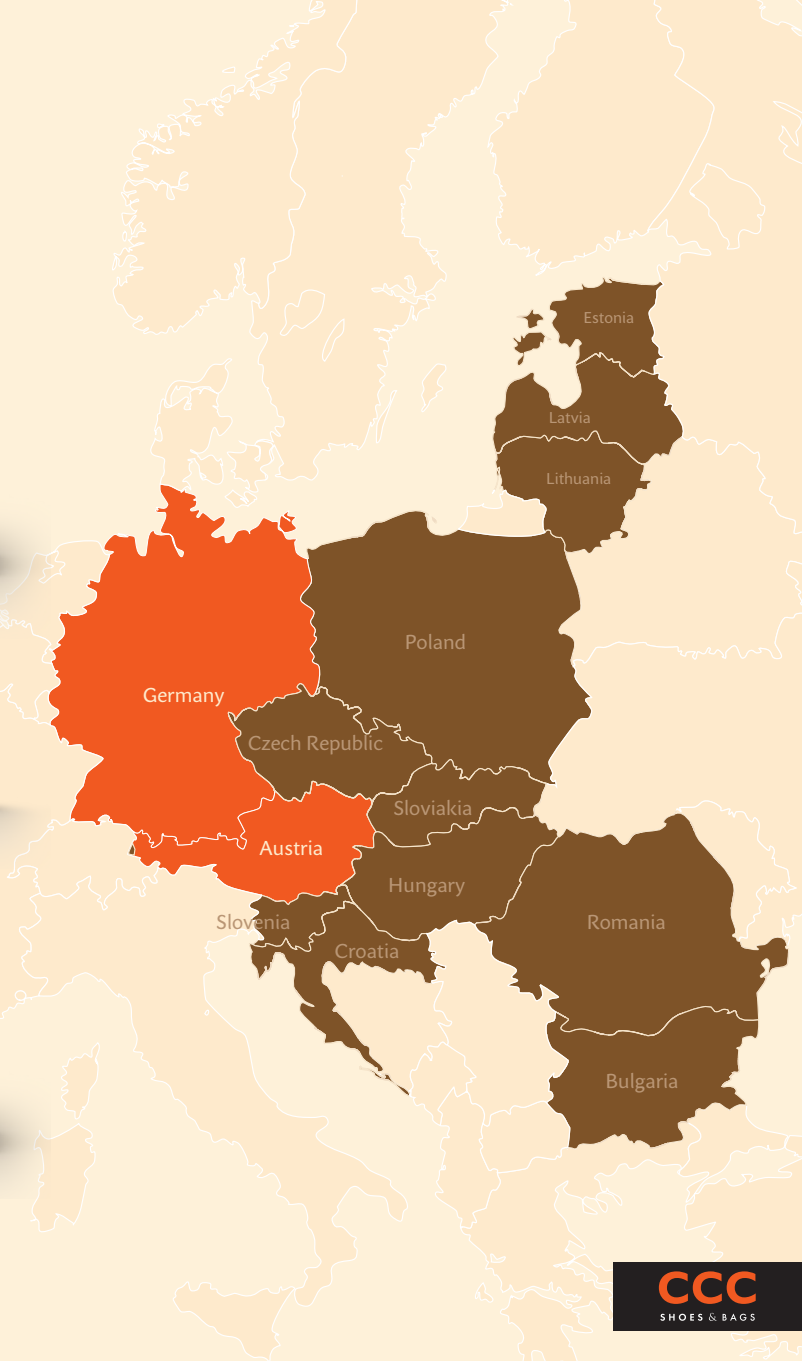 Estonia
Latvia
Lithuania
Poland
Germany
Czech Republic
Sloviakia
Austria
Hungary
Slovenia
Romania
Croatia
Bulgaria
CCC
SHOES & BAGS